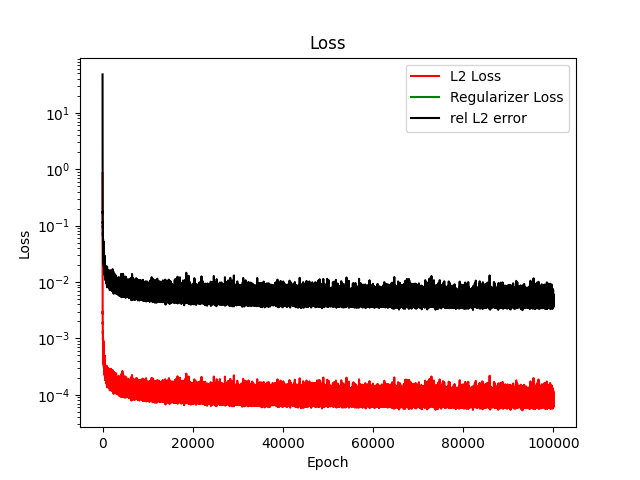 Loss
L2 Loss
Regularizer Loss
rel L2 error
10¹
10⁰
10⁻¹
10⁻²
10⁻³
10⁻⁴
Loss
0 20000 40000 60000 80000 100000
Epoch